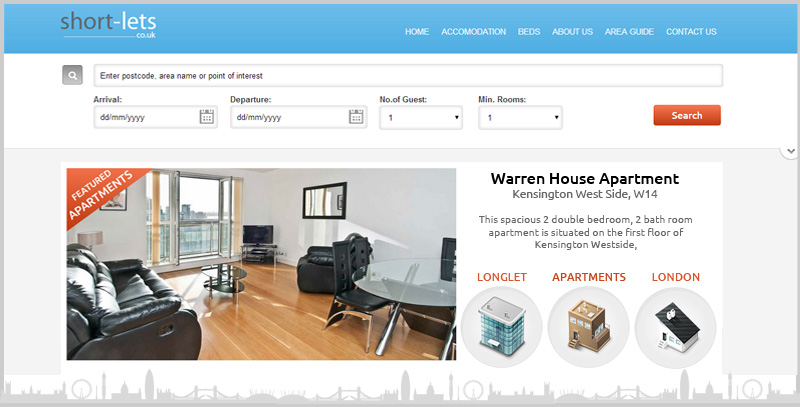 short-lets
.co.uk
HOME ACCOMODATION BEDS ABOUT US AREA GUIDE CONTACT US
Enter postcode, area name or point of interest
Arrival: Departure: No.of Guest: Min. Rooms:
dd/mm/yyyy dd/mm/yyyy 1 1 Search
FEATURED
APARTMENTS
Warren House Apartment
Kensington West Side, W14
This spacious 2 double bedroom, 2 bath room
apartment is situated on the first floor of
Kensington Westside,
LONGLET APARTMENTS LONDON